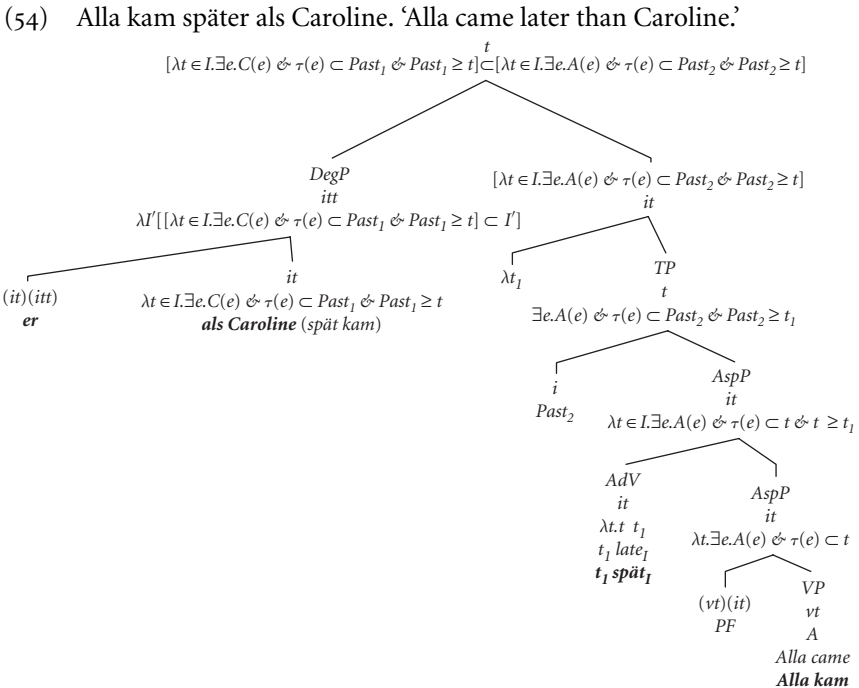 (54) Alla kam später als Caroline. ‘Alla came later than Caroline.’
t
[λt ∈ I.∃e.C(e) & τ(e) ⊂ Past₁ & Past₁ ≥ t]⊂[λt ∈ I.∃e.A(e) & τ(e) ⊂ Past₂ & Past₂ ≥ t]
DegP
itt
λI′[[λt ∈ I.∃e.C(e) & τ(e) ⊂ Past₁ & Past₁ ≥ t] ⊂ I′]
[λt ∈ I.∃e.A(e) & τ(e) ⊂ Past₂ & Past₂ ≥ t]
it
(it)(itt)
er
it
λt ∈ I.∃e.C(e) & τ(e) ⊂ Past₁ & Past₁ ≥ t
als Caroline (spät kam)
λt₁
TP
t
∃e.A(e) & τ(e) ⊂ Past₂ & Past₂ ≥ t₁
i
Past₂
AspP
it
λt ∈ I.∃e.A(e) & τ(e) ⊂ t & t ≥ t₁
AdV
it
λt.t t₁
t₁ late_I
t₁ spät_I
AspP
it
λt.∃e.A(e) & τ(e) ⊂ t
(vt)(it)
PF
VP
vt
A
Alla came
Alla kam